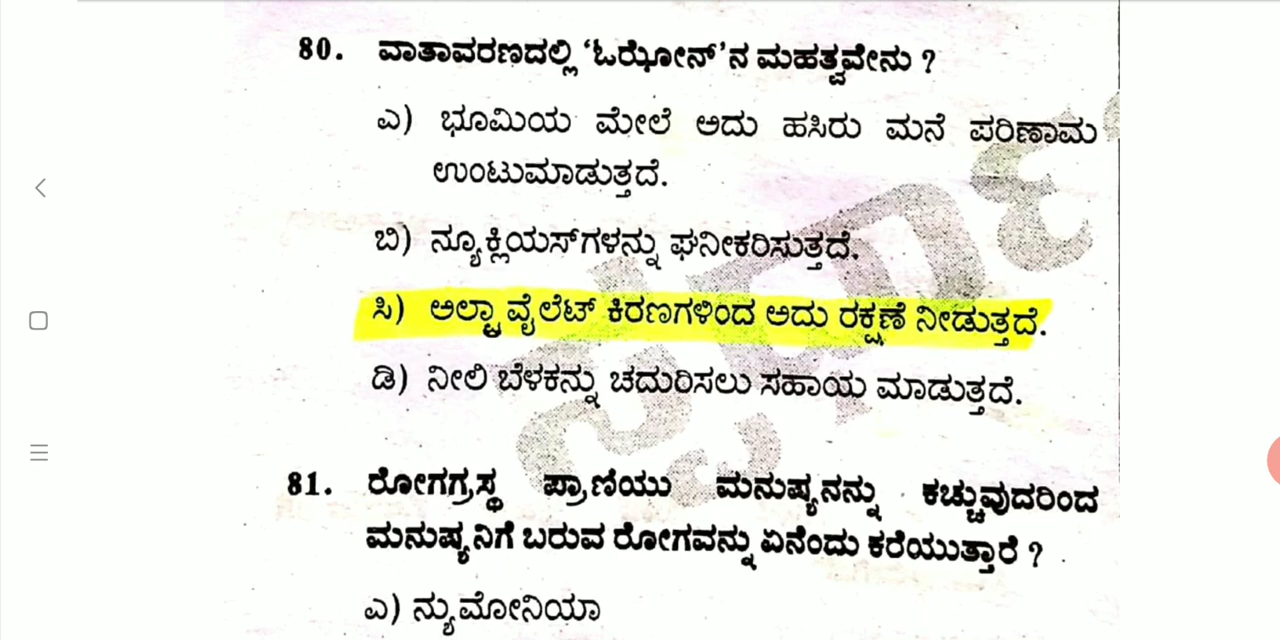 80. ವಾತಾವರಣದಲ್ಲಿ ‘ಓಝೋನ್’ನ ಮಹತ್ವವೇನು ?
ಎ) ಭೂಮಿಯ ಮೇಲೆ ಅದು ಹಸಿರು ಮನೆ ಪರಿಣಾಮ
ಉಂಟುಮಾಡುತ್ತದೆ.
ಬಿ) ನ್ಯೂಕ್ಲಿಯಸ್‌ಗಳನ್ನು ಘನೀಕರಿಸುತ್ತದೆ.
ಸಿ) ಅಲ್ಟ್ರಾವೈಲೆಟ್ ಕಿರಣಗಳಿಂದ ಅದು ರಕ್ಷಣೆ ನೀಡುತ್ತದೆ.
ಡಿ) ನೀಲಿ ಬೆಳಕನ್ನು ಚದುರಿಸಲು ಸಹಾಯ ಮಾಡುತ್ತದೆ.
81. ರೋಗಗ್ರಸ್ಥ ಪ್ರಾಣಿಯು ಮನುಷ್ಯನನ್ನು ಕಚ್ಚುವುದರಿಂದ
ಮನುಷ್ಯನಿಗೆ ಬರುವ ರೋಗವನ್ನು ಏನೆಂದು ಕರೆಯುತ್ತಾರೆ ?
ಎ) ನ್ಯುಮೋನಿಯಾ